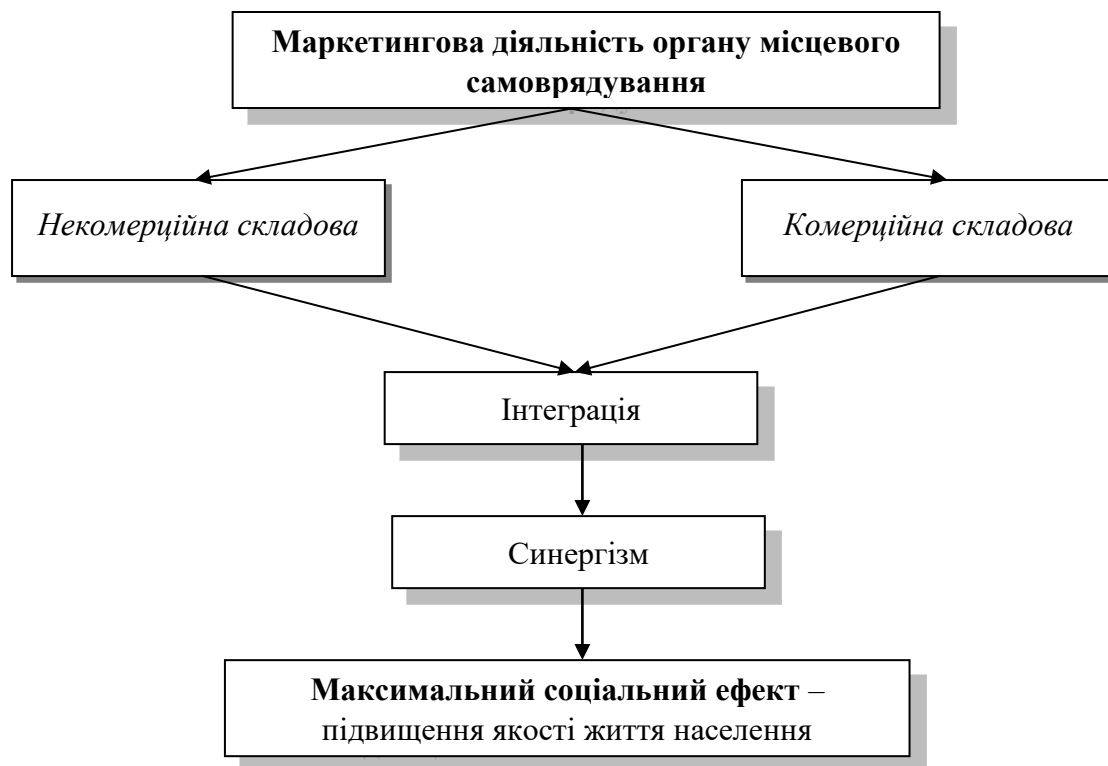 Маркетингова діяльність органу місцевого
самоврядування
Некомерційна складова
Комерційна складова
Інтеграція
Синергізм
Максимальний соціальний ефект –
підвищення якості життя населення